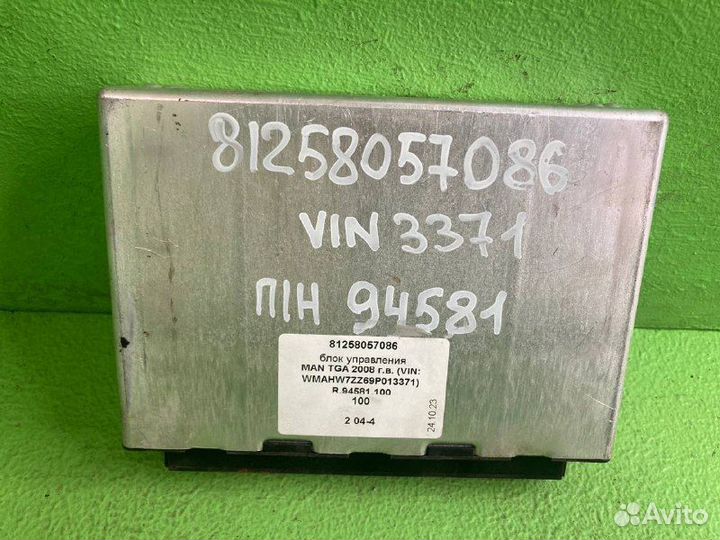 81258057086
VIN 3371
П/Н 94581
81258057086
блок управления
MAN TGA 2008 г.в. (VIN:
WMAHW7ZZ69P013371)
R 94581 100
100
2 04-4
24.10.23
Avito